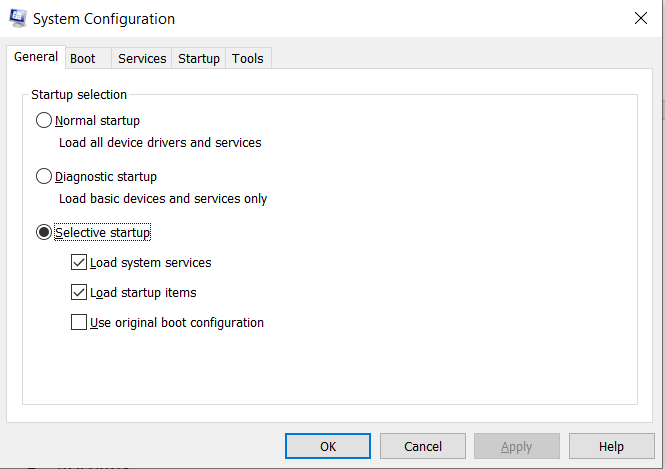 System Configuration
General Boot Services Startup Tools
Startup selection
Normal startup
Load all device drivers and services
Diagnostic startup
Load basic devices and services only
Selective startup
Load system services
Load startup items
Use original boot configuration
OK Cancel Apply Help